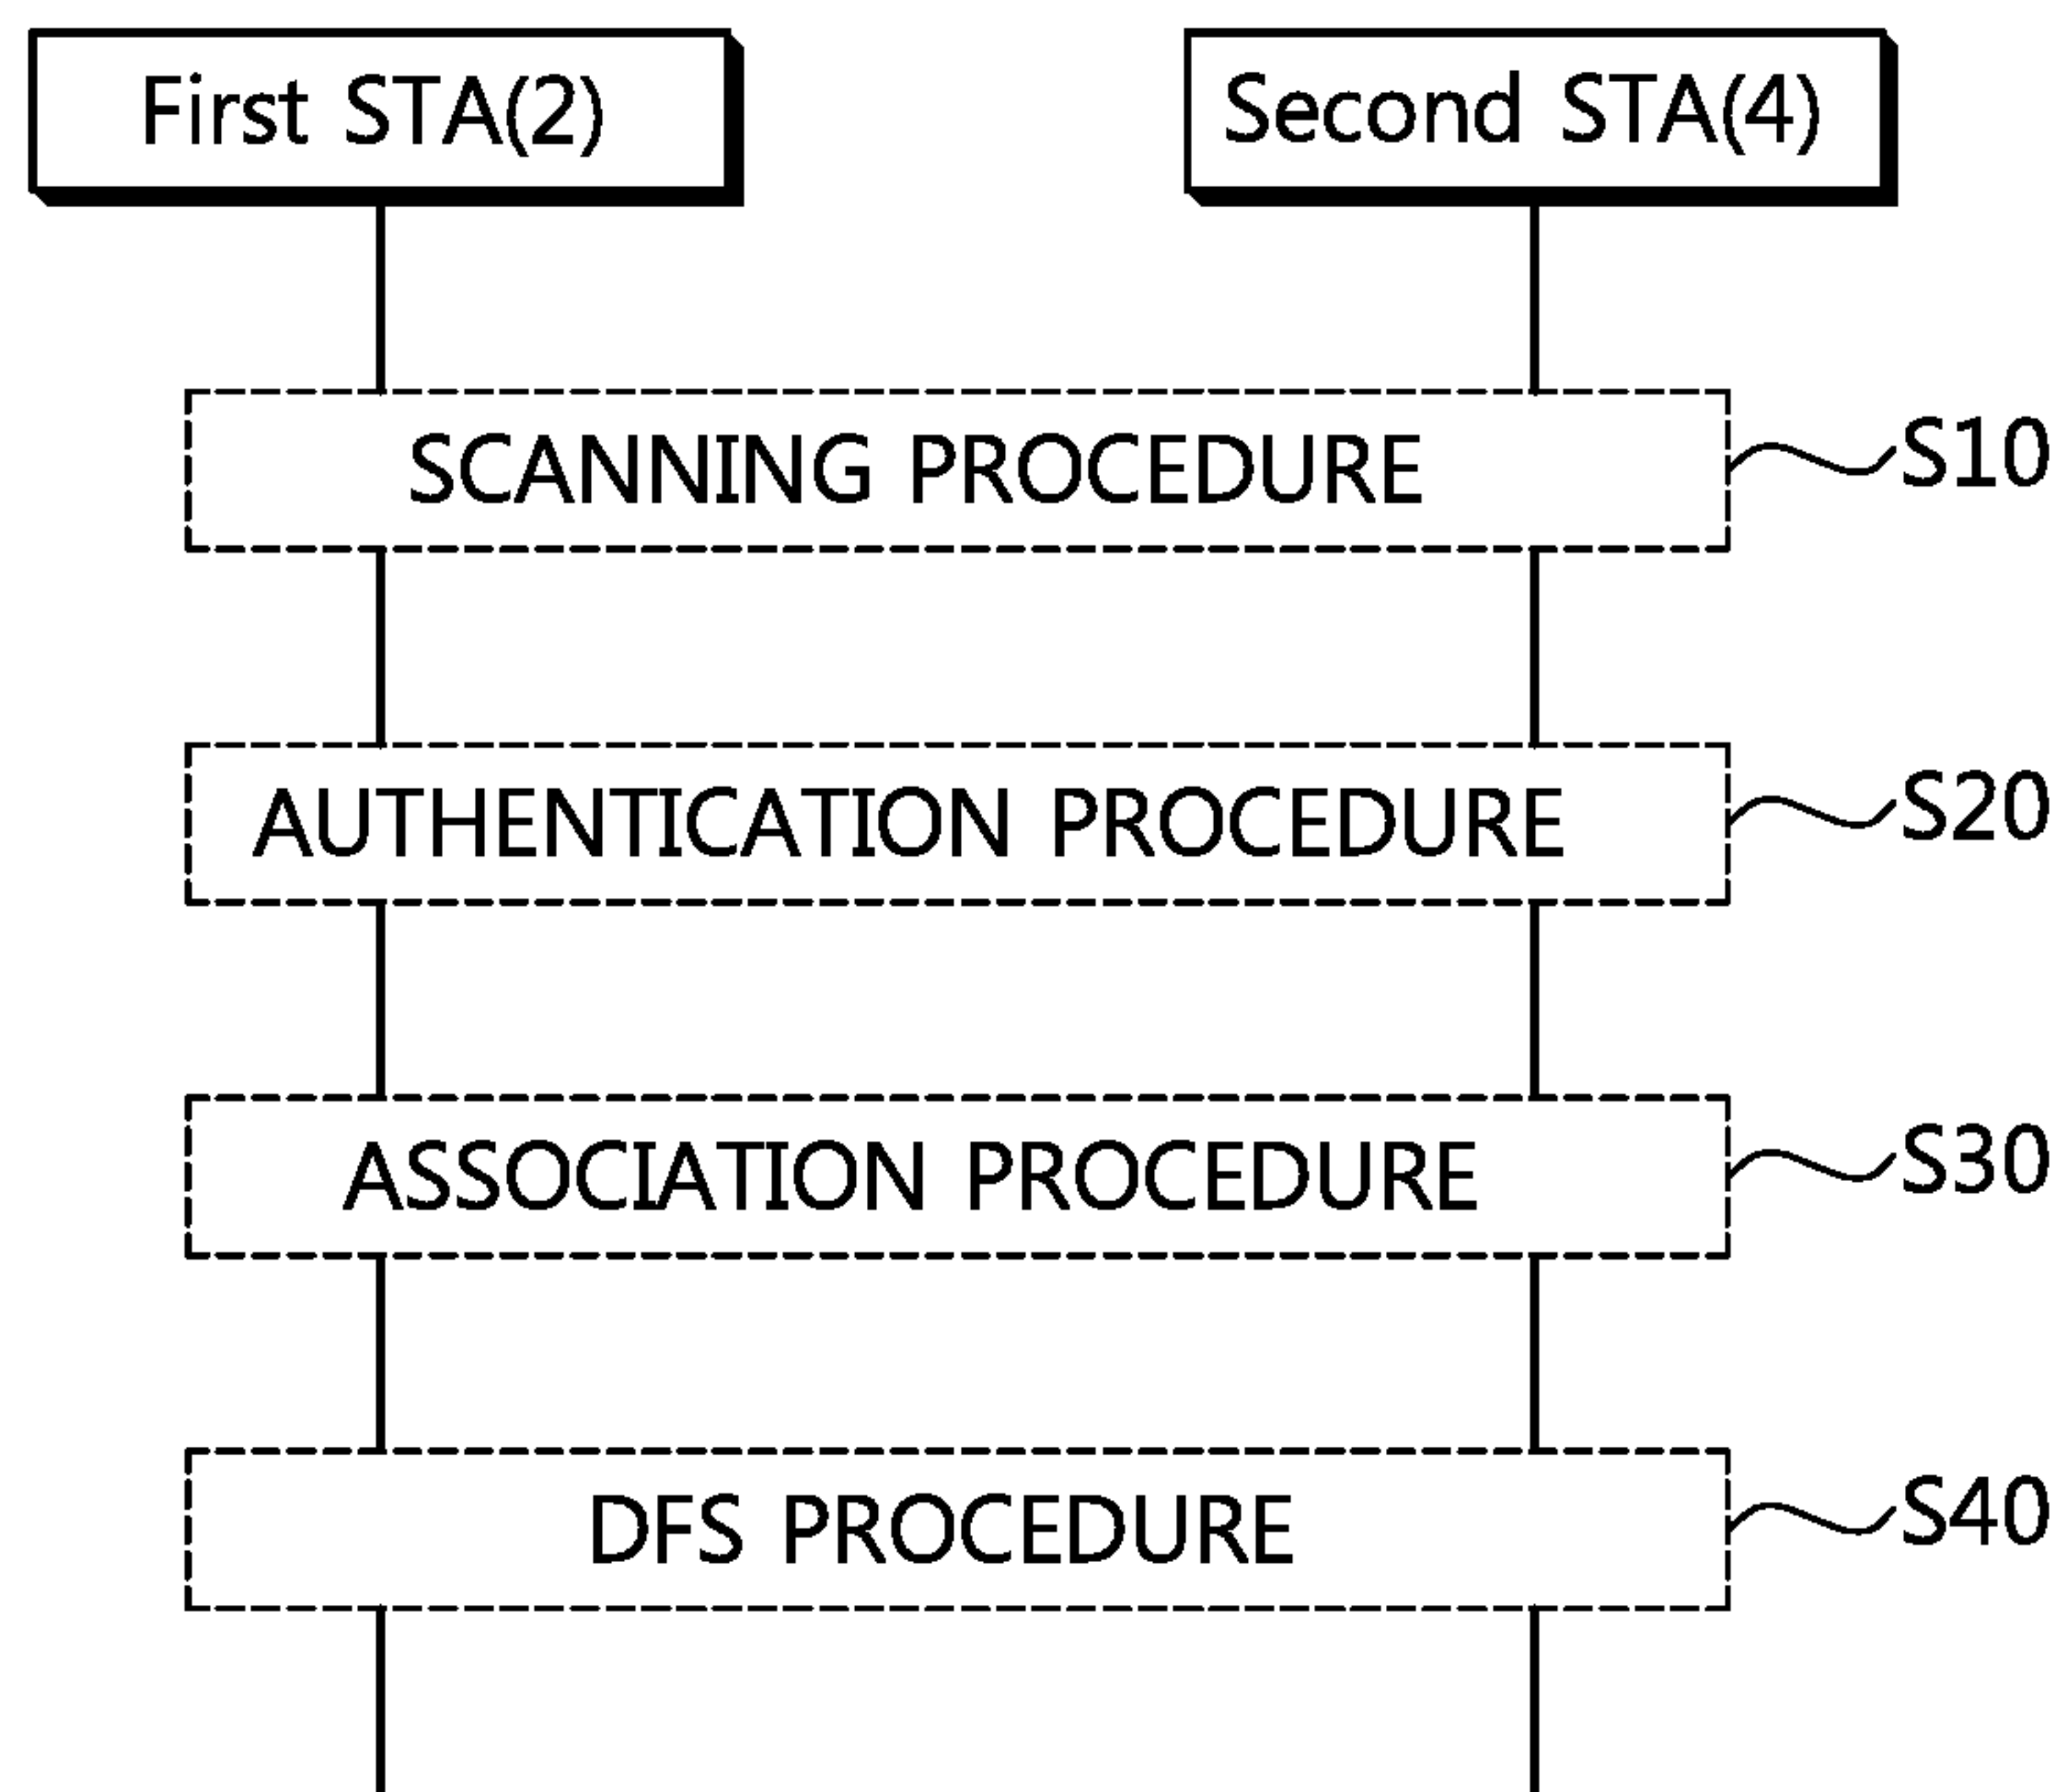 First STA(2)
Second STA(4)
SCANNING PROCEDURE
S10
AUTHENTICATION PROCEDURE
S20
ASSOCIATION PROCEDURE
S30
DFS PROCEDURE
S40